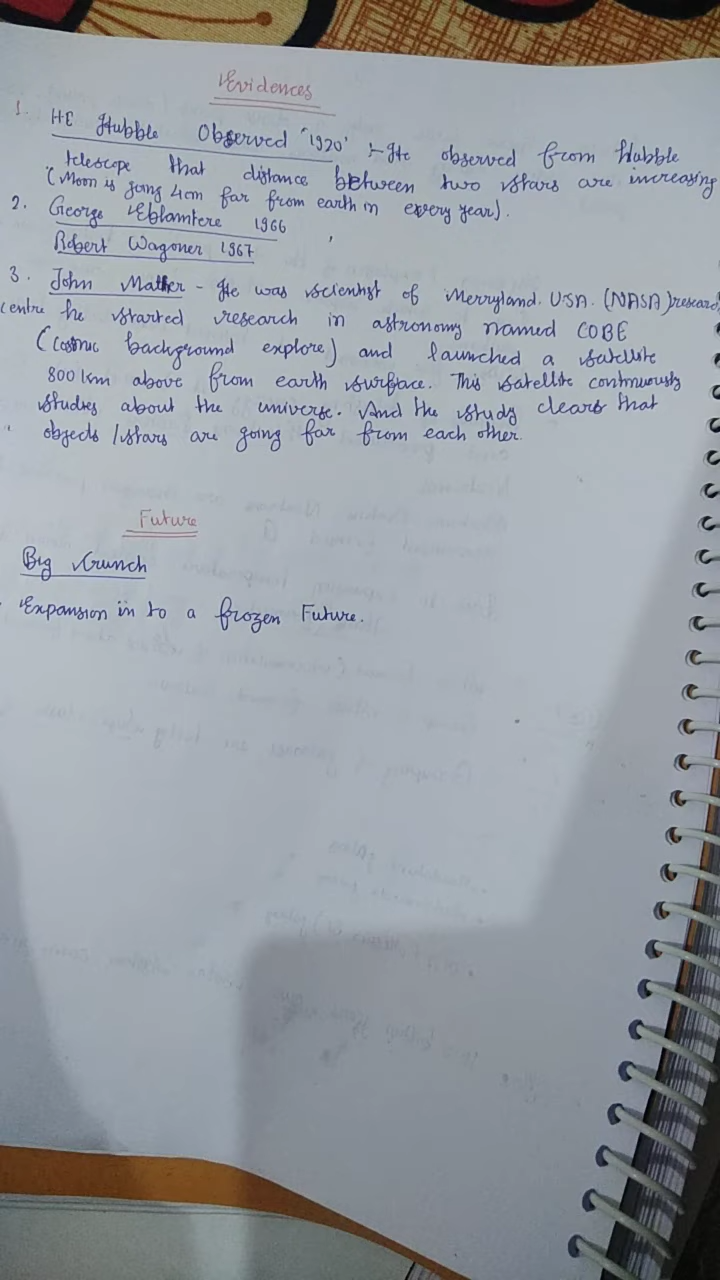 Evidences
1. HE Hubble Observed '1920' :- He observed from Hubble
telescope that distance between two stars are increasing
(Moon is going 4cm far from earth in every year).
2. George Eblamtere 1966
Robert Wagoner 1967
3. John Mather - He was scientist of Merryland. USA. (NASA) research
centre he started research in astronomy named COBE
(Cosmic background explore) and launched a satellite
800 km above from earth surface. This satellite continuously
studies about the universe. And the study clears that
objects / stars are going far from each other.
Future
Big Crunch
Expansion in to a frozen Future.